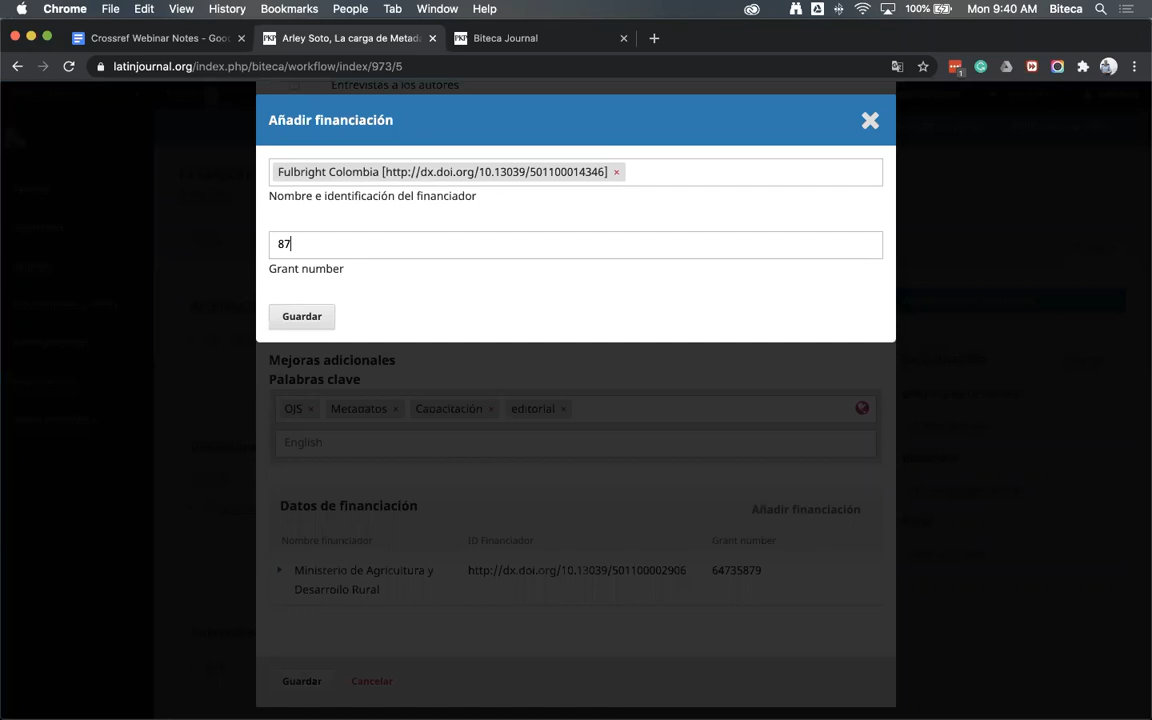 Chrome File Edit View History Bookmarks People Tab Window Help 100% Mon 9:40 AM Biteca
Crossref Webinar Notes - Goo
Arley Soto, La carga de Metada
Biteca Journal
latinjournal.org/index.php/biteca/workflow/index/973/5
Entrevistas a los autores
Añadir financiación
Fulbright Colombia [http://dx.doi.org/10.13039/501100014346] ×
Nombre e identificación del financiador
87
Grant number
Guardar
Mejoras adicionales
Palabras clave
OJS × Metadatos × Capacitación × editorial ×
English
Datos de financiación Añadir financiación
Nombre financiador ID Financiador Grant number
Ministerio de Agricultura y http://dx.doi.org/10.13039/501100002906 64735879
Desarrollo Rural
Guardar Cancelar